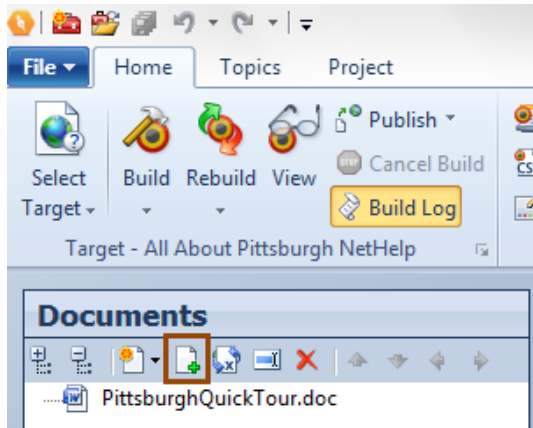 File Home Topics Project
Select Target
Build
Rebuild
View
Publish
Cancel Build
Build Log
Target - All About Pittsburgh NetHelp
Documents
PittsburghQuickTour.doc